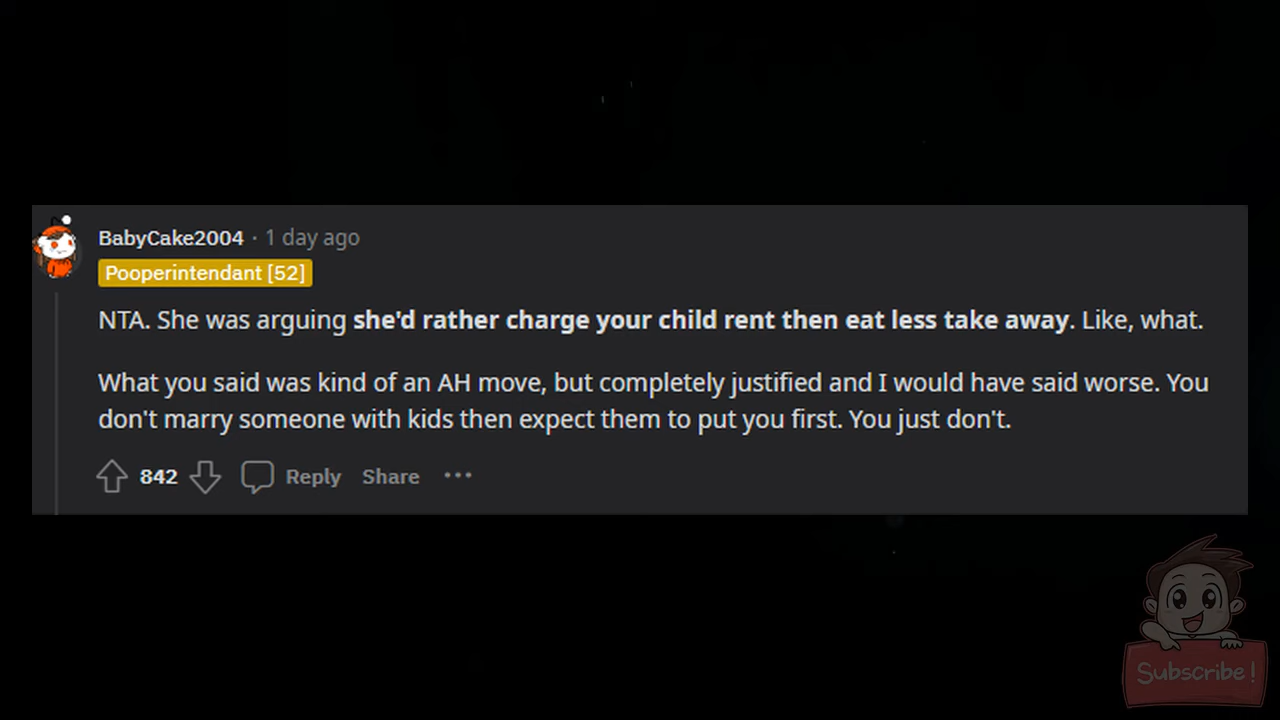 BabyCake2004 · 1 day ago
Pooperintendant [52]
NTA. She was arguing she'd rather charge your child rent then eat less take away. Like, what.
What you said was kind of an AH move, but completely justified and I would have said worse. You
don't marry someone with kids then expect them to put you first. You just don't.
842 Reply Share ···
Subscribe!